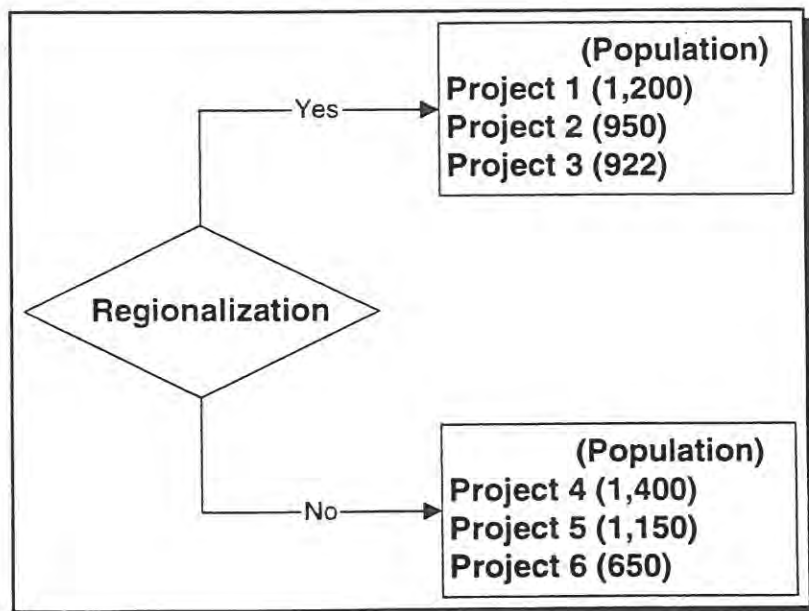 (Population)
Project 1 (1,200)
Yes
Project 2 (950)
Project 3 (922)
Regionalization
(Population)
Project 4 (1,400)
No
Project 5 (1,150)
Project 6 (650)